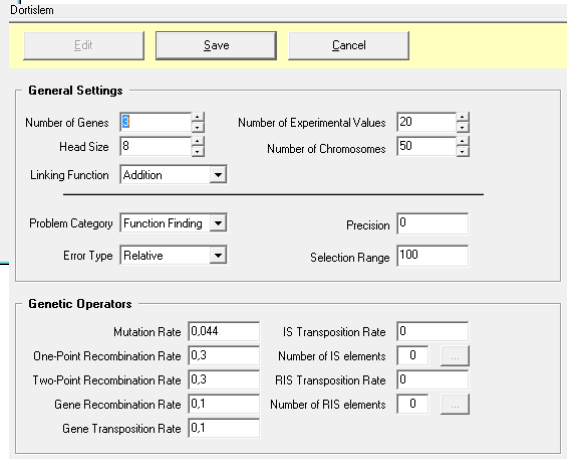 Dortislem
Edit Save Cancel
General Settings
Number of Genes 3 Number of Experimental Values 20
Head Size 8 Number of Chromosomes 50
Linking Function Addition
Problem Category Function Finding Precision 0
Error Type Relative Selection Range 100
Genetic Operators
Mutation Rate 0,044 IS Transposition Rate 0
One-Point Recombination Rate 0,3 Number of IS elements 0 ...
Two-Point Recombination Rate 0,3 RIS Transposition Rate 0
Gene Recombination Rate 0,1 Number of RIS elements 0 ...
Gene Transposition Rate 0,1